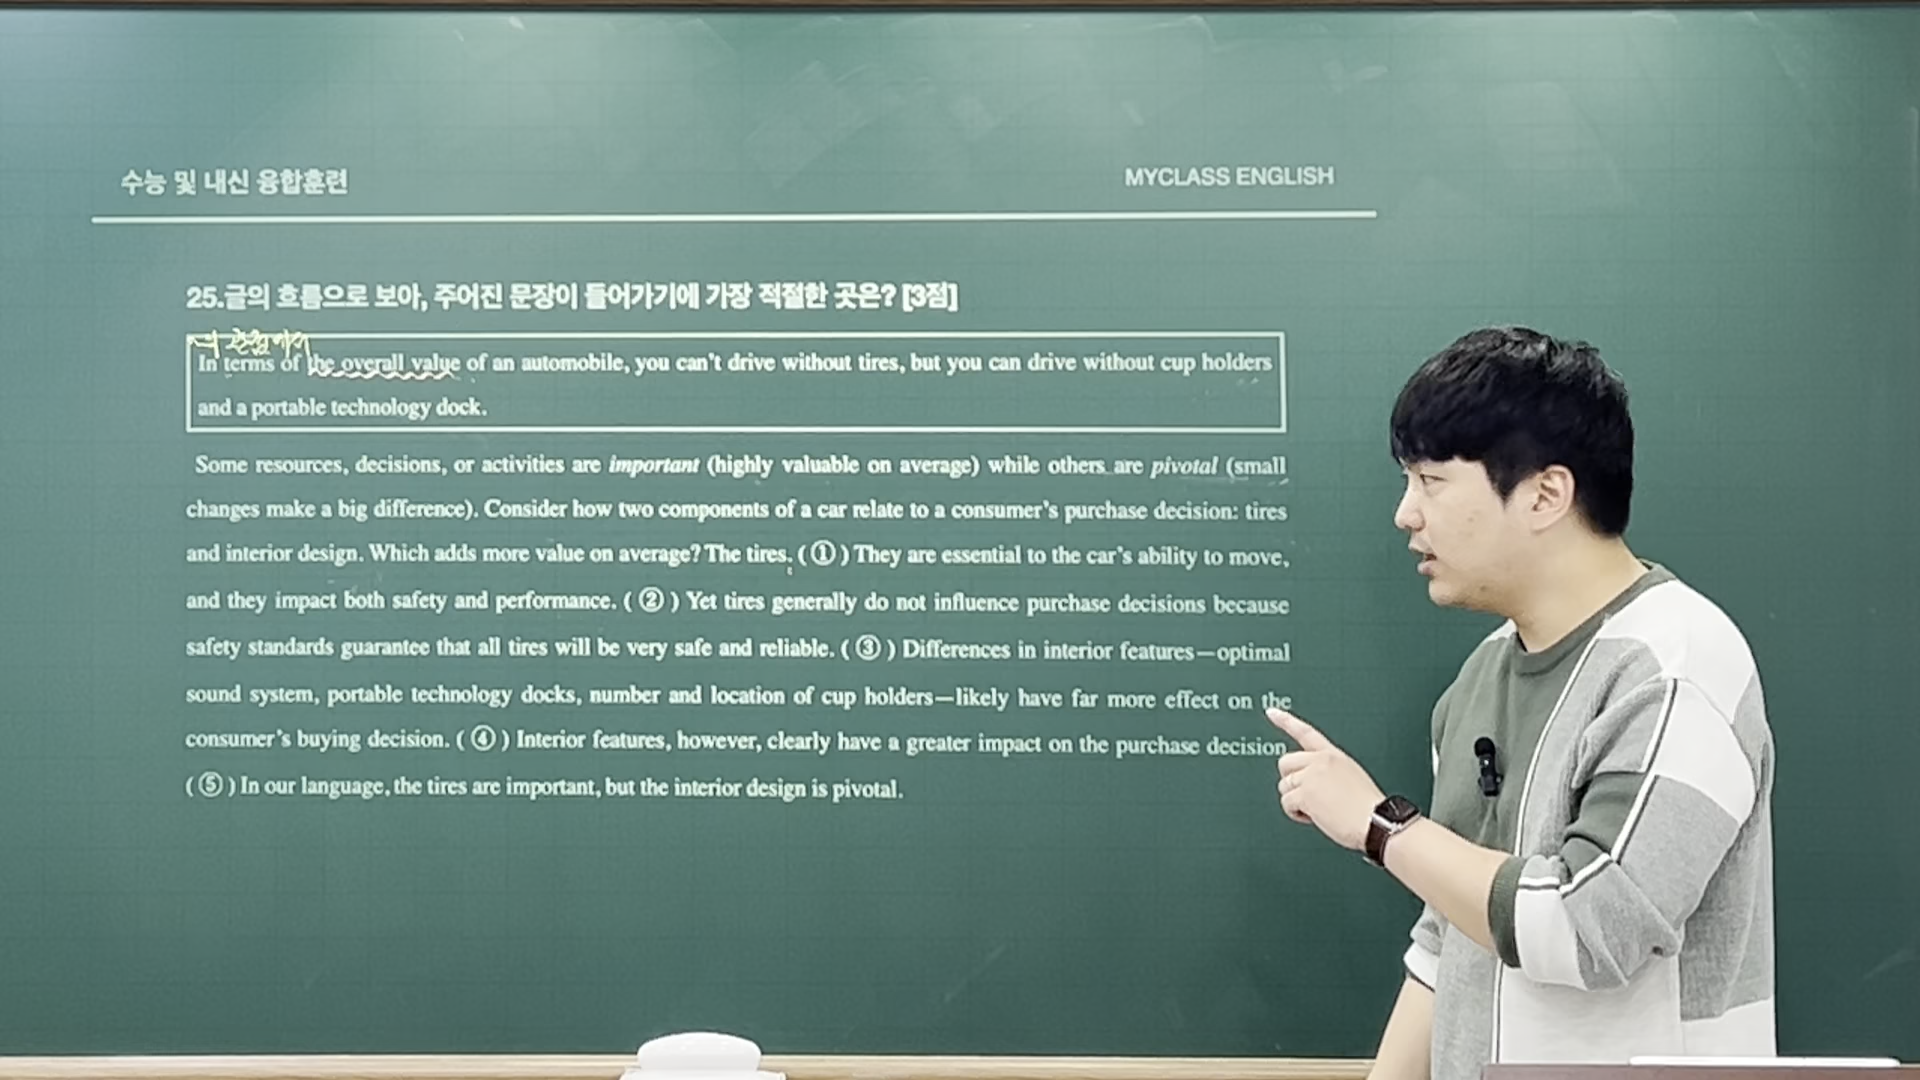 수능 및 내신 융합훈련
MYCLASS ENGLISH
25.글의 흐름으로 보아, 주어진 문장이 들어가기에 가장 적절한 곳은? [3점]
의 관점에서
In terms of the overall value of an automobile, you can't drive without tires, but you can drive without cup holders
and a portable technology dock.
Some resources, decisions, or activities are important (highly valuable on average) while others are pivotal (small
changes make a big difference). Consider how two components of a car relate to a consumer's purchase decision: tires
and interior design. Which adds more value on average? The tires. ( ① ) They are essential to the car's ability to move,
and they impact both safety and performance. ( ② ) Yet tires generally do not influence purchase decisions because
safety standards guarantee that all tires will be very safe and reliable. ( ③ ) Differences in interior features—optimal
sound system, portable technology docks, number and location of cup holders—likely have far more effect on the
consumer's buying decision. ( ④ ) Interior features, however, clearly have a greater impact on the purchase decision
( ⑤ ) In our language, the tires are important, but the interior design is pivotal.